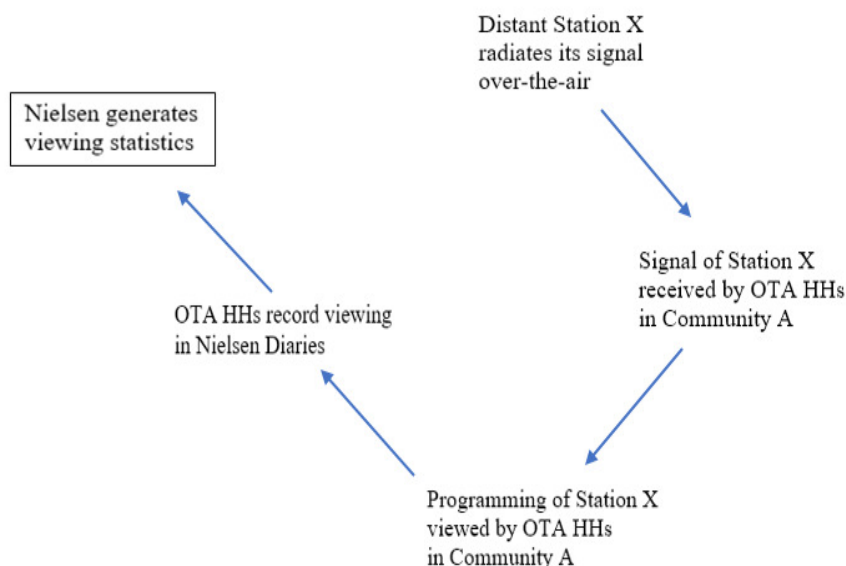 Distant Station X
radiates its signal
over-the-air
Signal of Station X
received by OTA HHs
in Community A
Programming of Station X
viewed by OTA HHs
in Community A
OTA HHs record viewing
in Nielsen Diaries
Nielsen generates
viewing statistics